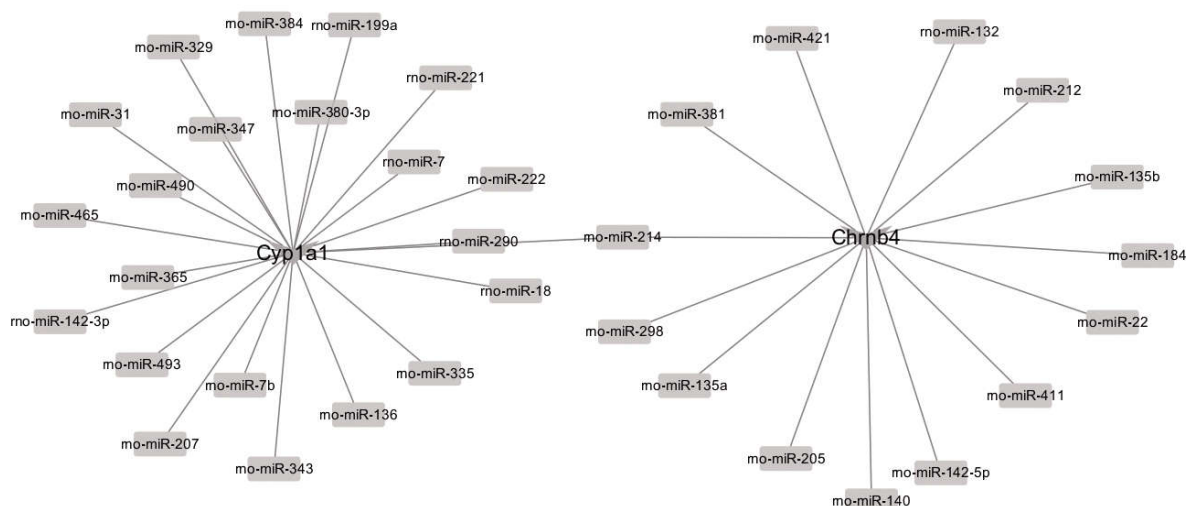 rno-miR-384
rno-miR-199a
rno-miR-329
rno-miR-221
rno-miR-31
rno-miR-347
rno-miR-380-3p
rno-miR-7
rno-miR-490
rno-miR-222
rno-miR-465
rno-miR-290
Cyp1a1
rno-miR-365
rno-miR-18
rno-miR-142-3p
rno-miR-493
rno-miR-335
rno-miR-7b
rno-miR-136
rno-miR-207
rno-miR-343
rno-miR-214
rno-miR-421
rno-miR-132
rno-miR-212
rno-miR-381
rno-miR-135b
Chrnb4
rno-miR-184
rno-miR-298
rno-miR-22
rno-miR-135a
rno-miR-411
rno-miR-205
rno-miR-142-5p
rno-miR-140